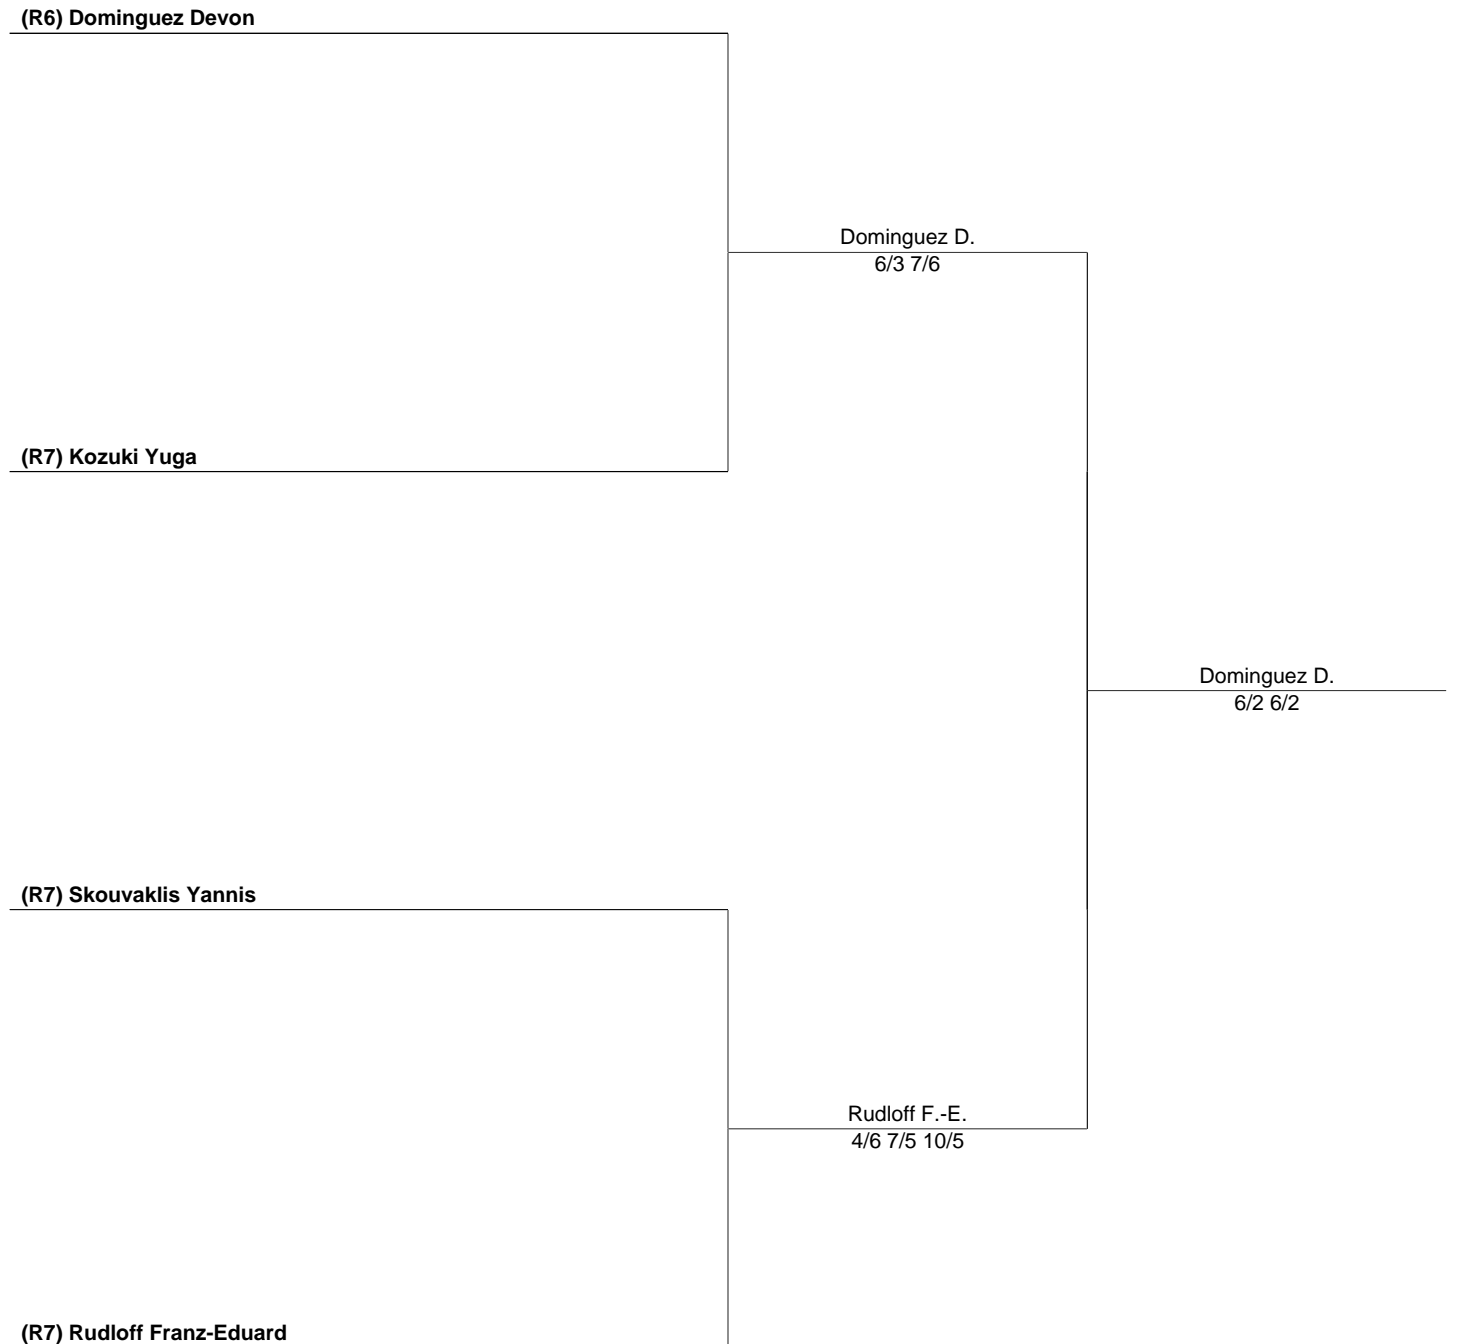 (R6) Dominguez Devon
Dominguez D.
6/3 7/6
(R7) Kozuki Yuga
Dominguez D.
6/2 6/2
(R7) Skouvaklis Yannis
Rudloff F.-E.
4/6 7/5 10/5
(R7) Rudloff Franz-Eduard